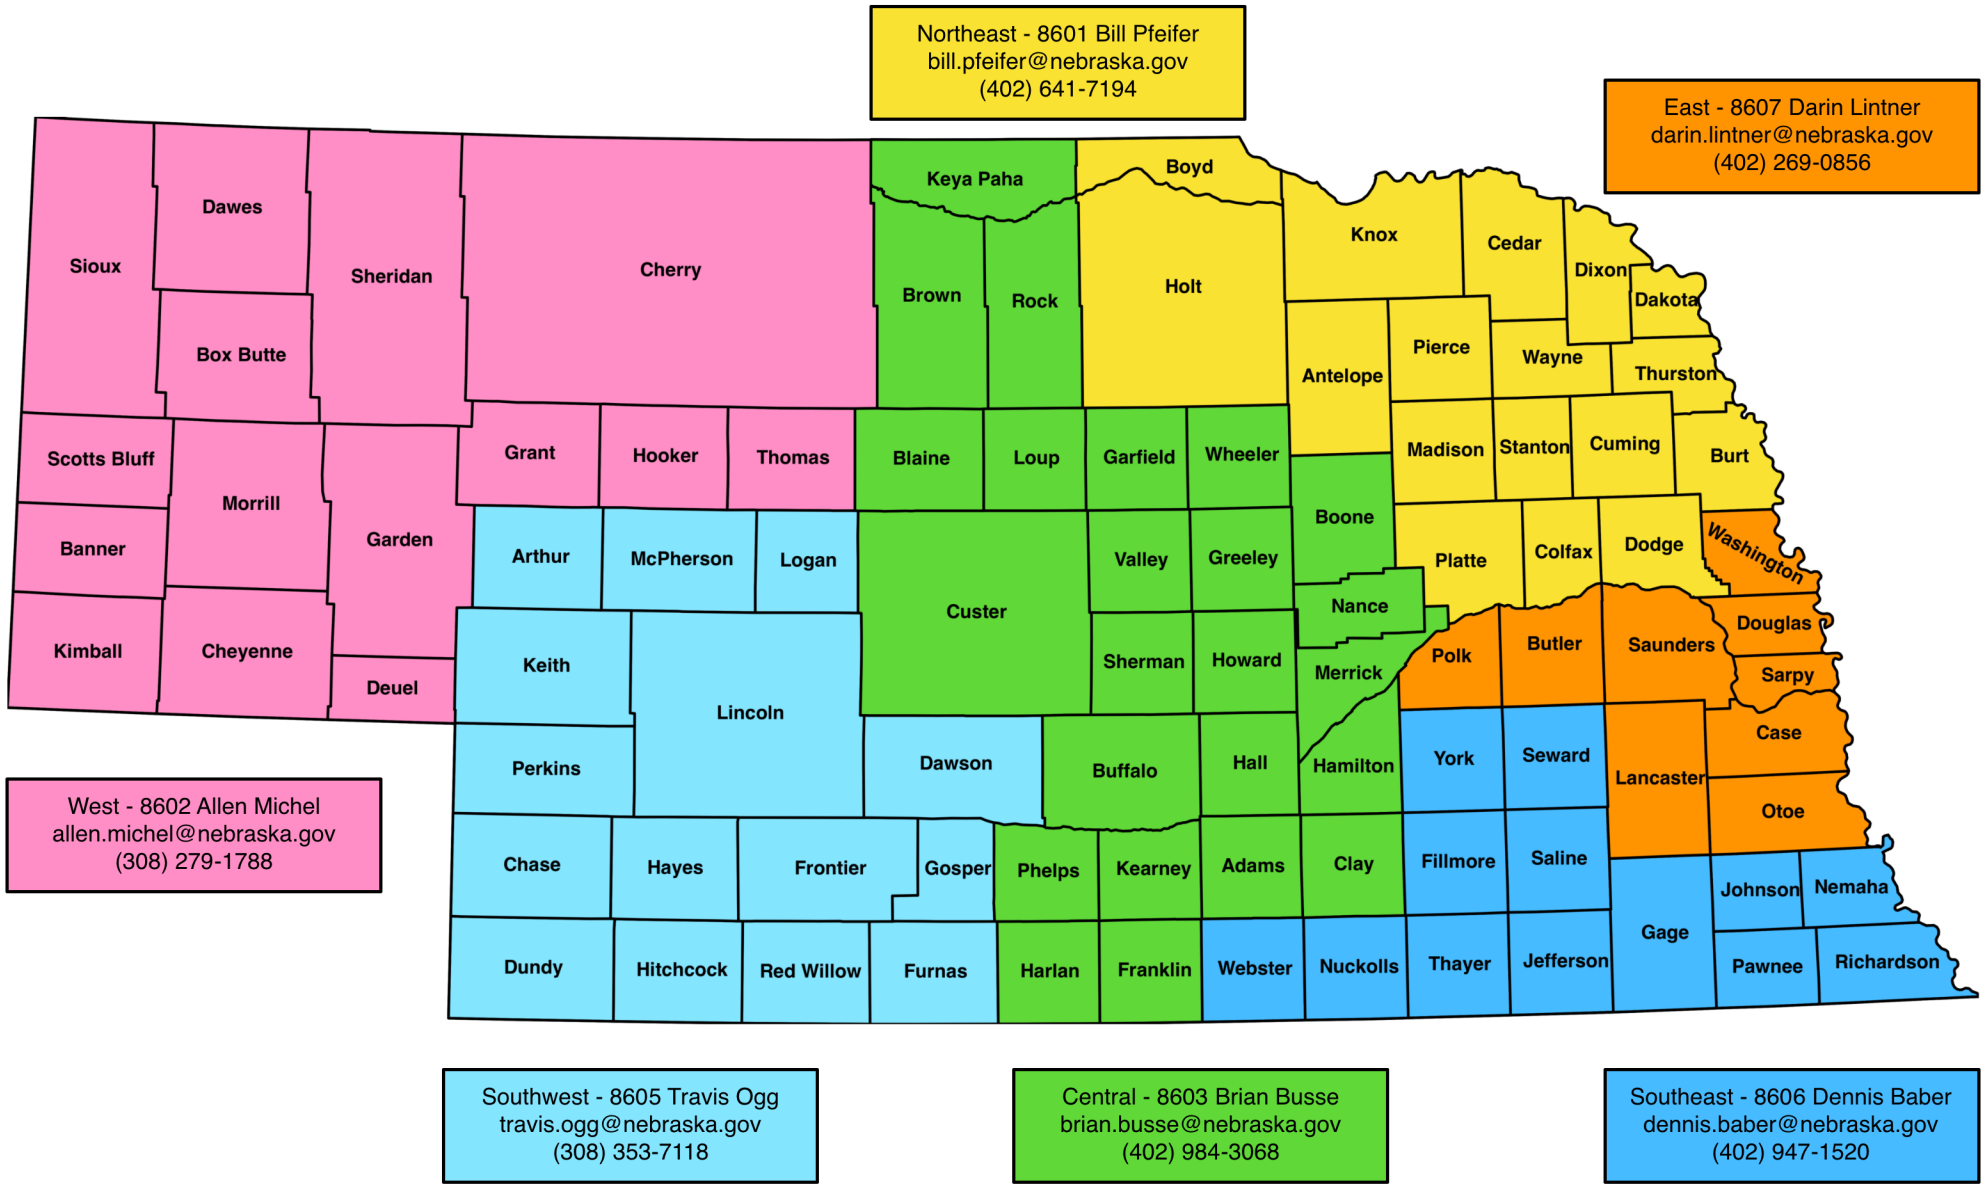 Northeast - 8601 Bill Pfeifer
bill.pfeifer@nebraska.gov
(402) 641-7194
East - 8607 Darin Lintner
darin.lintner@nebraska.gov
(402) 269-0856
Sioux
Dawes
Box Butte
Sheridan
Cherry
Keya Paha
Brown
Rock
Boyd
Holt
Knox
Cedar
Dixon
Dakota
Antelope
Pierce
Wayne
Thurston
Scotts Bluff
Morrill
Garden
Grant
Hooker
Thomas
Blaine
Loup
Garfield
Wheeler
Boone
Madison
Stanton
Cuming
Burt
Banner
Kimball
Cheyenne
Deuel
Arthur
McPherson
Logan
Custer
Valley
Greeley
Nance
Platte
Colfax
Dodge
Washington
Douglas
Sarpy
Keith
Lincoln
Sherman
Howard
Merrick
Polk
Butler
Saunders
Perkins
Dawson
Buffalo
Hall
Hamilton
York
Seward
Lancaster
Case
Otoe
Chase
Hayes
Frontier
Gosper
Phelps
Kearney
Adams
Clay
Fillmore
Saline
Gage
Johnson
Nemaha
Dundy
Hitchcock
Red Willow
Furnas
Harlan
Franklin
Webster
Nuckolls
Thayer
Jefferson
Pawnee
Richardson
West - 8602 Allen Michel
allen.michel@nebraska.gov
(308) 279-1788
Southwest - 8605 Travis Ogg
travis.ogg@nebraska.gov
(308) 353-7118
Central - 8603 Brian Busse
brian.busse@nebraska.gov
(402) 984-3068
Southeast - 8606 Dennis Baber
dennis.baber@nebraska.gov
(402) 947-1520